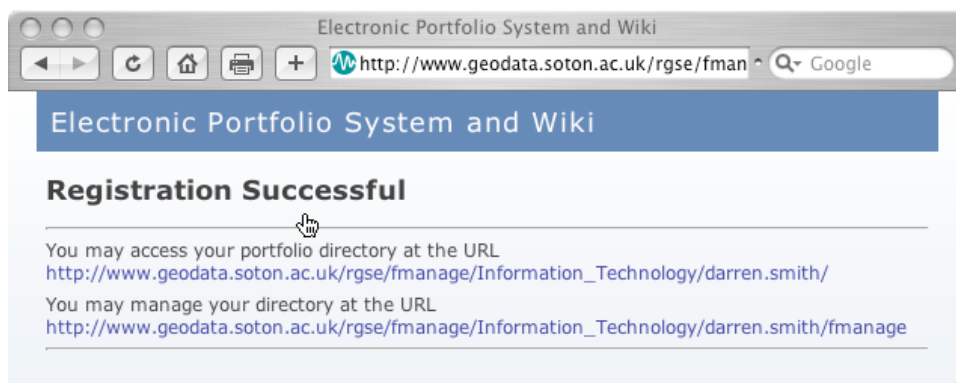 Electronic Portfolio System and Wiki
http://www.geodata.soton.ac.uk/rgse/fman
Google
Electronic Portfolio System and Wiki
Registration Successful
You may access your portfolio directory at the URL
http://www.geodata.soton.ac.uk/rgse/fmanage/Information_Technology/darren.smith/
You may manage your directory at the URL
http://www.geodata.soton.ac.uk/rgse/fmanage/Information_Technology/darren.smith/fmanage